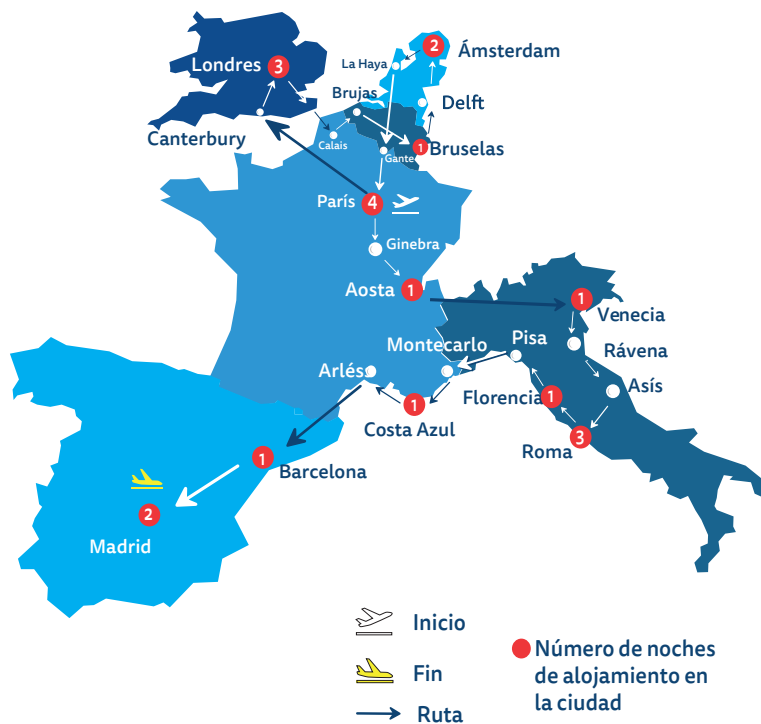 Londres
3
2
Ámsterdam
La Haya
Brujas
Delft
Canterbury
Calais
Gante
1
Bruselas
París
4
Ginebra
Aosta
1
1
Venecia
Montecarlo
Pisa
Rávena
Arlés
Florencia
1
Asís
1
Costa Azul
Roma
3
1
Barcelona
2
Madrid
Inicio
Fin
Ruta
Número de noches
de alojamiento en
la ciudad